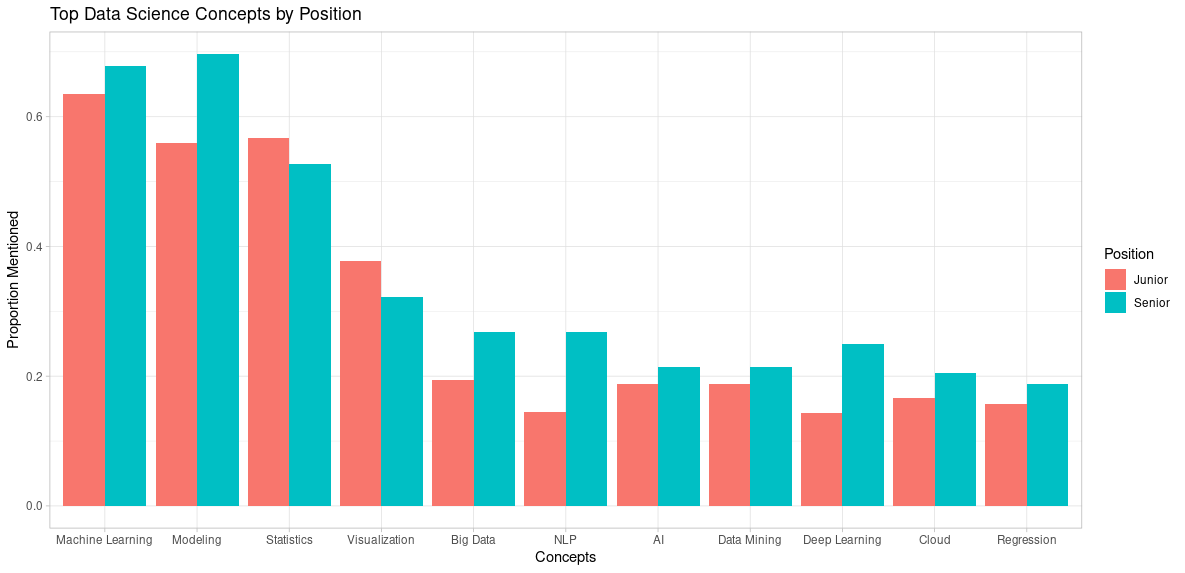 Top Data Science Concepts by Position
Proportion Mentioned
0.6
0.4
0.2
0.0
Machine Learning
Modeling
Statistics
Visualization
Big Data
NLP
AI
Data Mining
Deep Learning
Cloud
Regression
Concepts
Position
Junior
Senior